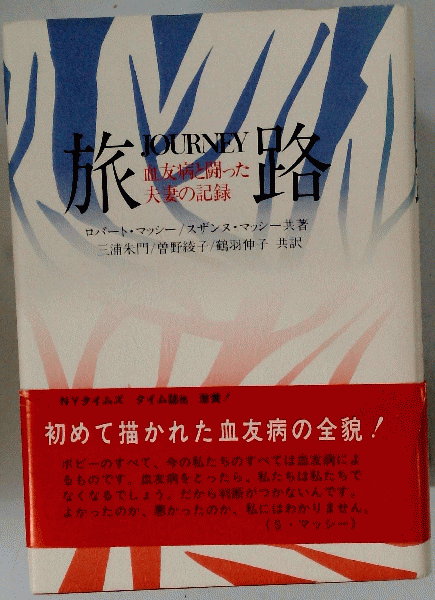 旅路
JOURNEY
血友病と闘った
夫妻の記録
ロバート・マッシー/スザンヌ・マッシー共著
三浦朱門/曽野綾子/鶴羽伸子 共訳
NYタイムズ タイム誌他 激賞!
初めて描かれた血友病の全貌!
ボビーのすべて、今の私たちのすべては血友病によ
るものです。血友病をとったら、私たちは私たちで
なくなるでしょう。だから判断がつかないんです。
よかったのか、悪かったのか、私にはわかりません。
(S・マッシー)